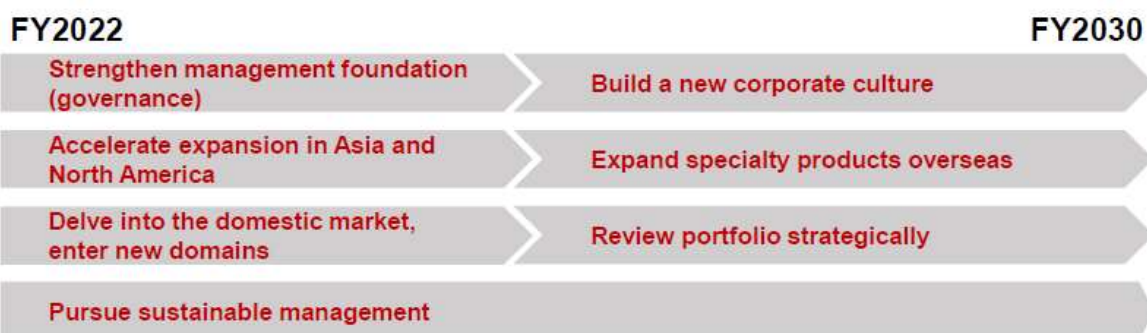 FY2022
FY2030
Strengthen management foundation
(governance)
Build a new corporate culture
Accelerate expansion in Asia and
North America
Expand specialty products overseas
Delve into the domestic market,
enter new domains
Review portfolio strategically
Pursue sustainable management